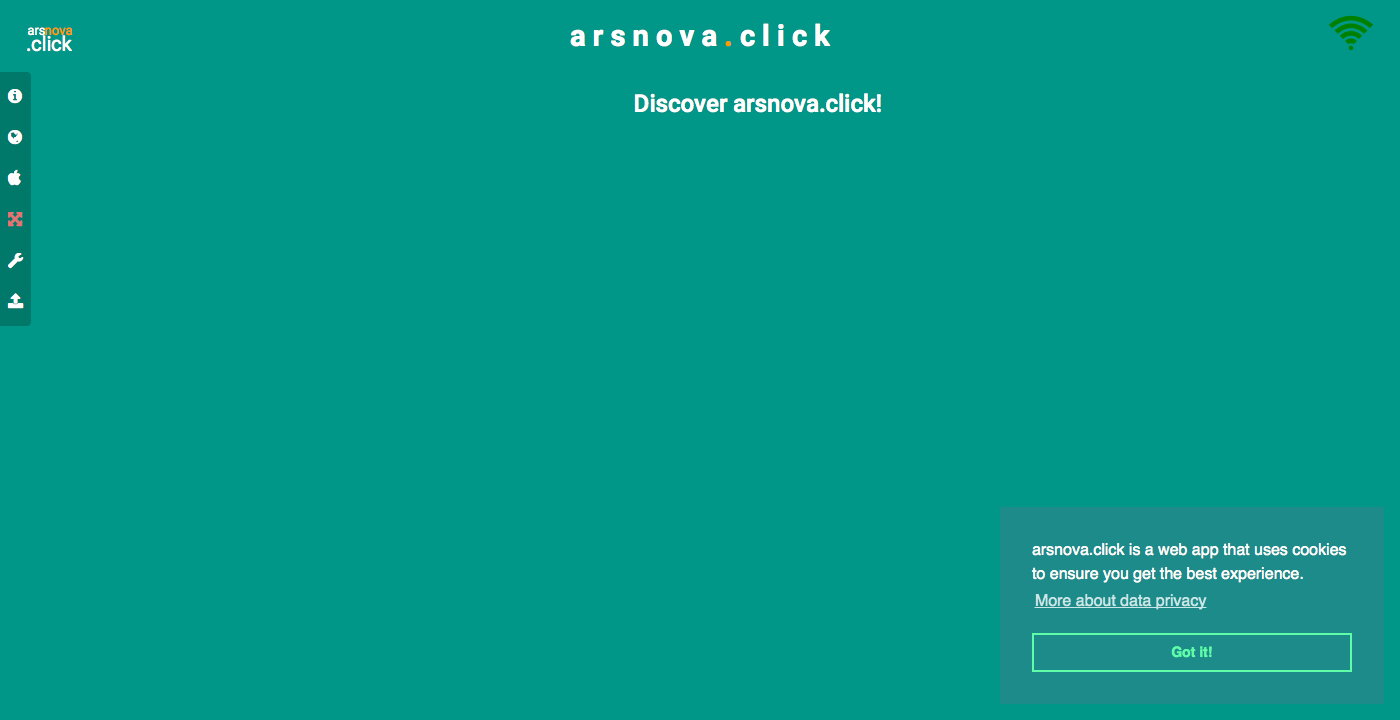 arsnova
.click
arsnova.click
Discover arsnova.click!
arsnova.click is a web app that uses cookies
to ensure you get the best experience.
More about data privacy
Got it!